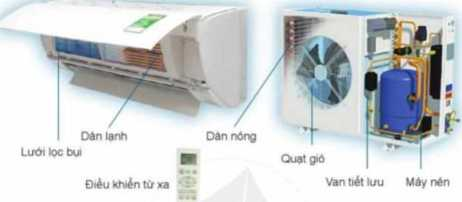 Dàn lạnh
Dàn nóng
Lưới lọc bụi
Quạt gió
Điều khiển từ xa
Van tiết lưu
Máy nén